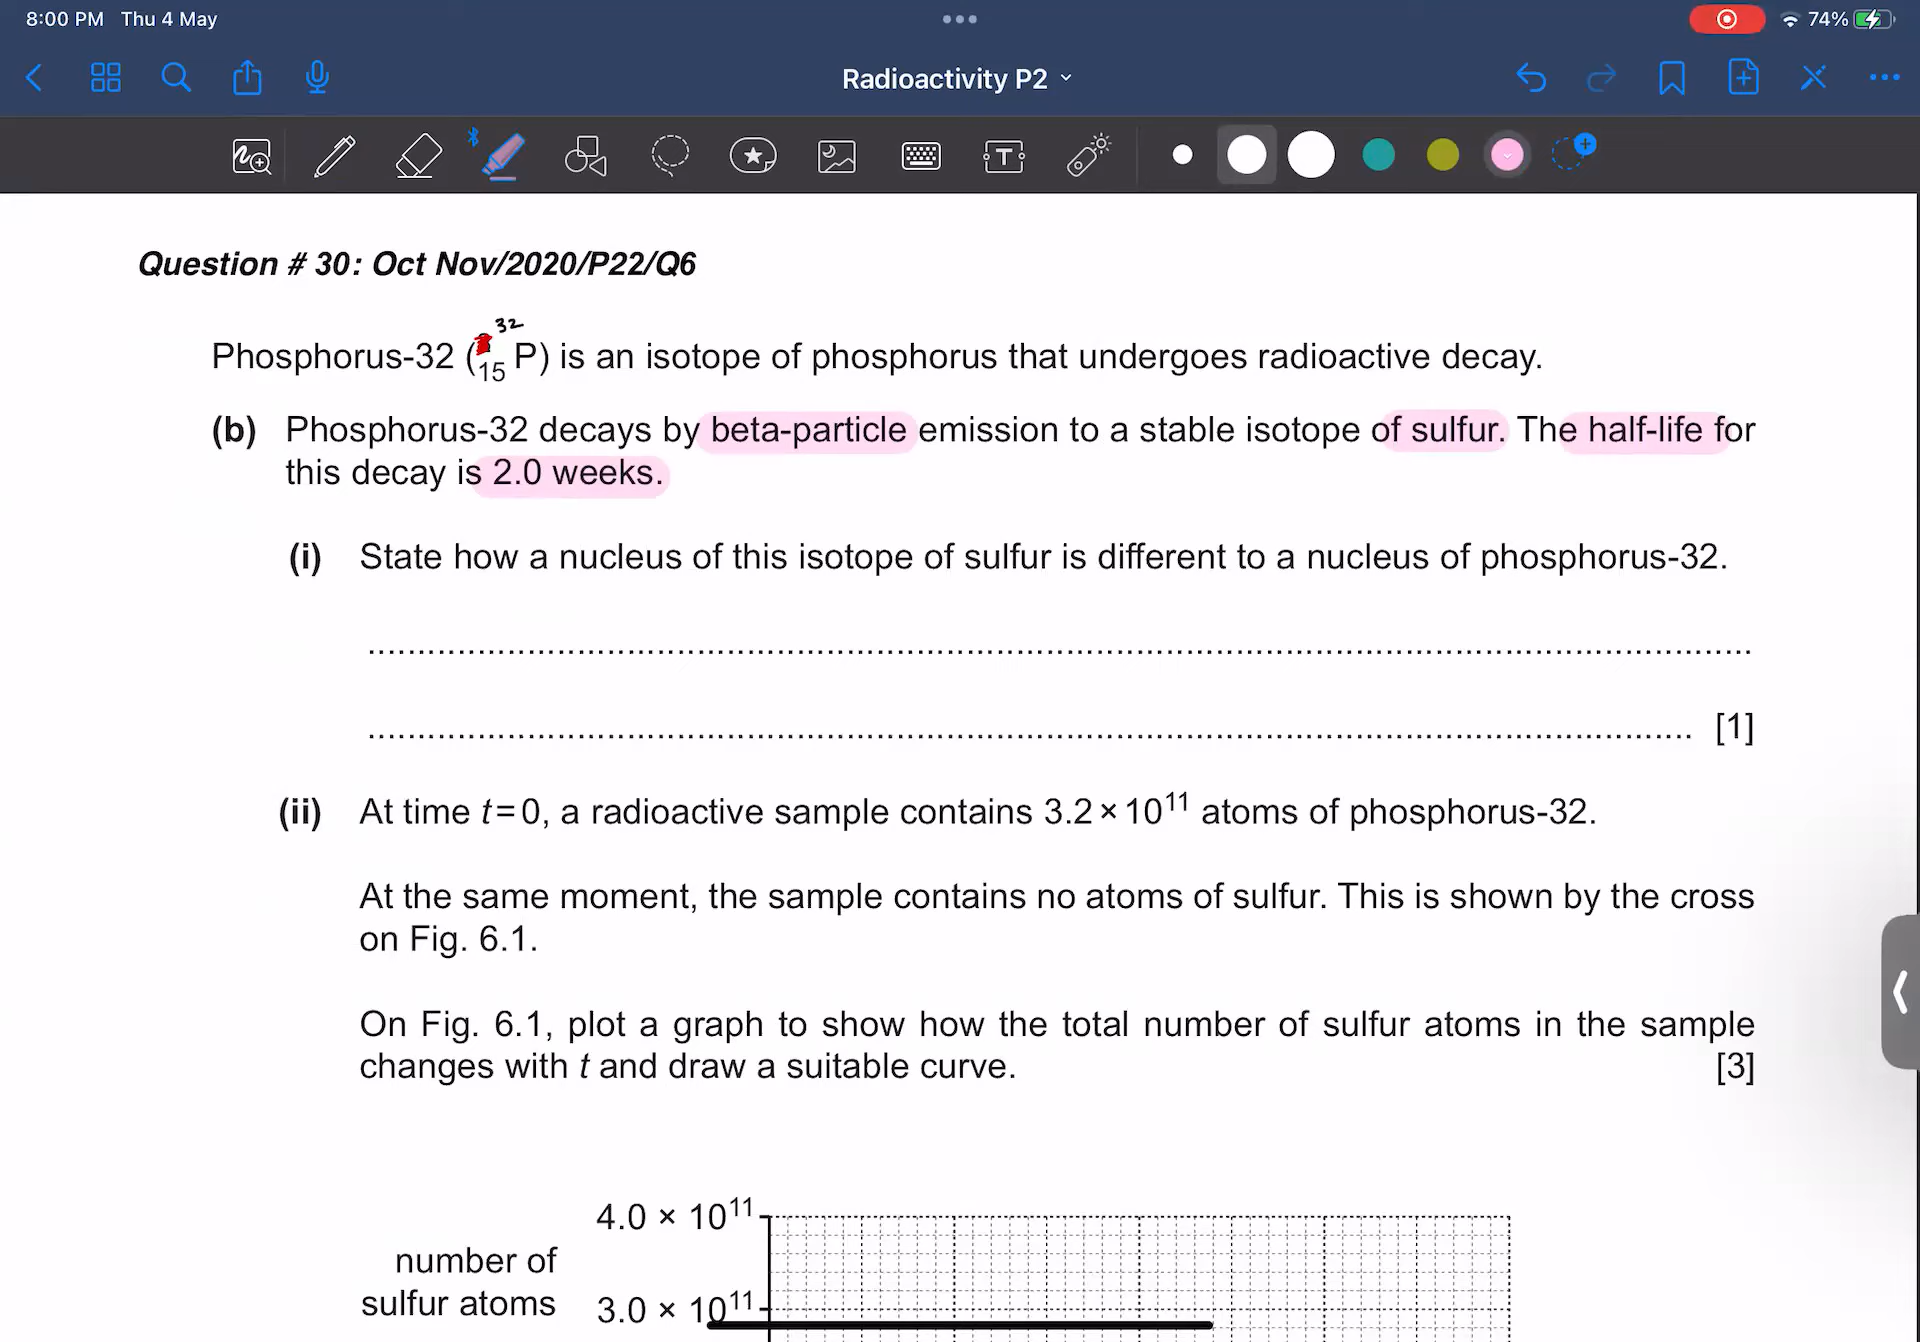 8:00 PM Thu 4 May
74%
Radioactivity P2
T
Question # 30: Oct Nov/2020/P22/Q6
32
Phosphorus-32 (₁₅P) is an isotope of phosphorus that undergoes radioactive decay.
(b) Phosphorus-32 decays by beta-particle emission to a stable isotope of sulfur. The half-life for
this decay is 2.0 weeks.
(i) State how a nucleus of this isotope of sulfur is different to a nucleus of phosphorus-32.
[1]
(ii) At time t = 0, a radioactive sample contains 3.2 × 10¹¹ atoms of phosphorus-32.
At the same moment, the sample contains no atoms of sulfur. This is shown by the cross
on Fig. 6.1.
On Fig. 6.1, plot a graph to show how the total number of sulfur atoms in the sample
changes with t and draw a suitable curve. [3]
4.0 × 10¹¹
number of
sulfur atoms 3.0 × 10¹¹